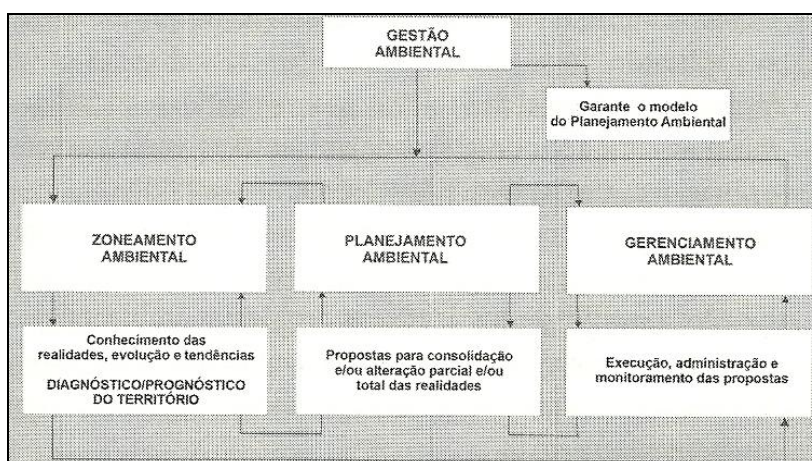 GESTÃO
AMBIENTAL
Garante o modelo
do Planejamento Ambiental
ZONEAMENTO
AMBIENTAL
PLANEJAMENTO
AMBIENTAL
GERENCIAMENTO
AMBIENTAL
Conhecimento das
realidades, evolução e tendências
DIAGNÓSTICO/PROGNÓSTICO
DO TERRITÓRIO
Propostas para consolidação
e/ou alteração parcial e/ou
total das realidades
Execução, administração e
monitoramento das propostas